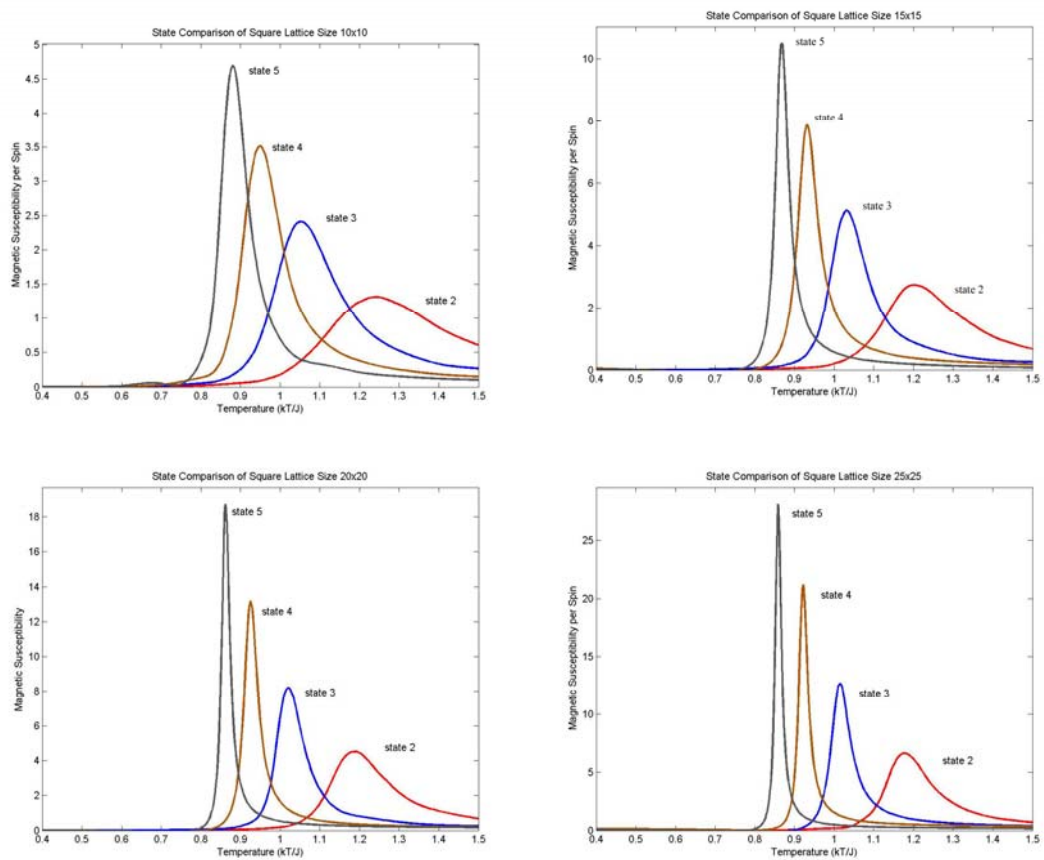 State Comparison of Square Lattice Size 10x10
5
4.5
4
3.5
3
2.5
2
1.5
1
0.5
0
Magnetic Susceptibility per Spin
state 5
state 4
state 3
state 2
0.4 0.5 0.6 0.7 0.8 0.9 1 1.1 1.2 1.3 1.4 1.5
Temperature (kT/J)
State Comparison of Square Lattice Size 15x15
10
8
6
4
2
0
Magnetic Susceptibility per Spin
state 5
state 4
state 3
state 2
0.4 0.5 0.6 0.7 0.8 0.9 1 1.1 1.2 1.3 1.4 1.5
Temperature (kT/J)
State Comparison of Square Lattice Size 20x20
18
16
14
12
10
8
6
4
2
0
Magnetic Susceptibility
state 5
state 4
state 3
state 2
0.4 0.5 0.6 0.7 0.8 0.9 1 1.1 1.2 1.3 1.4 1.5
Temperature (kT/J)
State Comparison of Square Lattice Size 25x25
25
20
15
10
5
0
Magnetic Susceptibility per Spin
state 5
state 4
state 3
state 2
0.4 0.5 0.6 0.7 0.8 0.9 1 1.1 1.2 1.3 1.4 1.5
Temperature (kT/J)